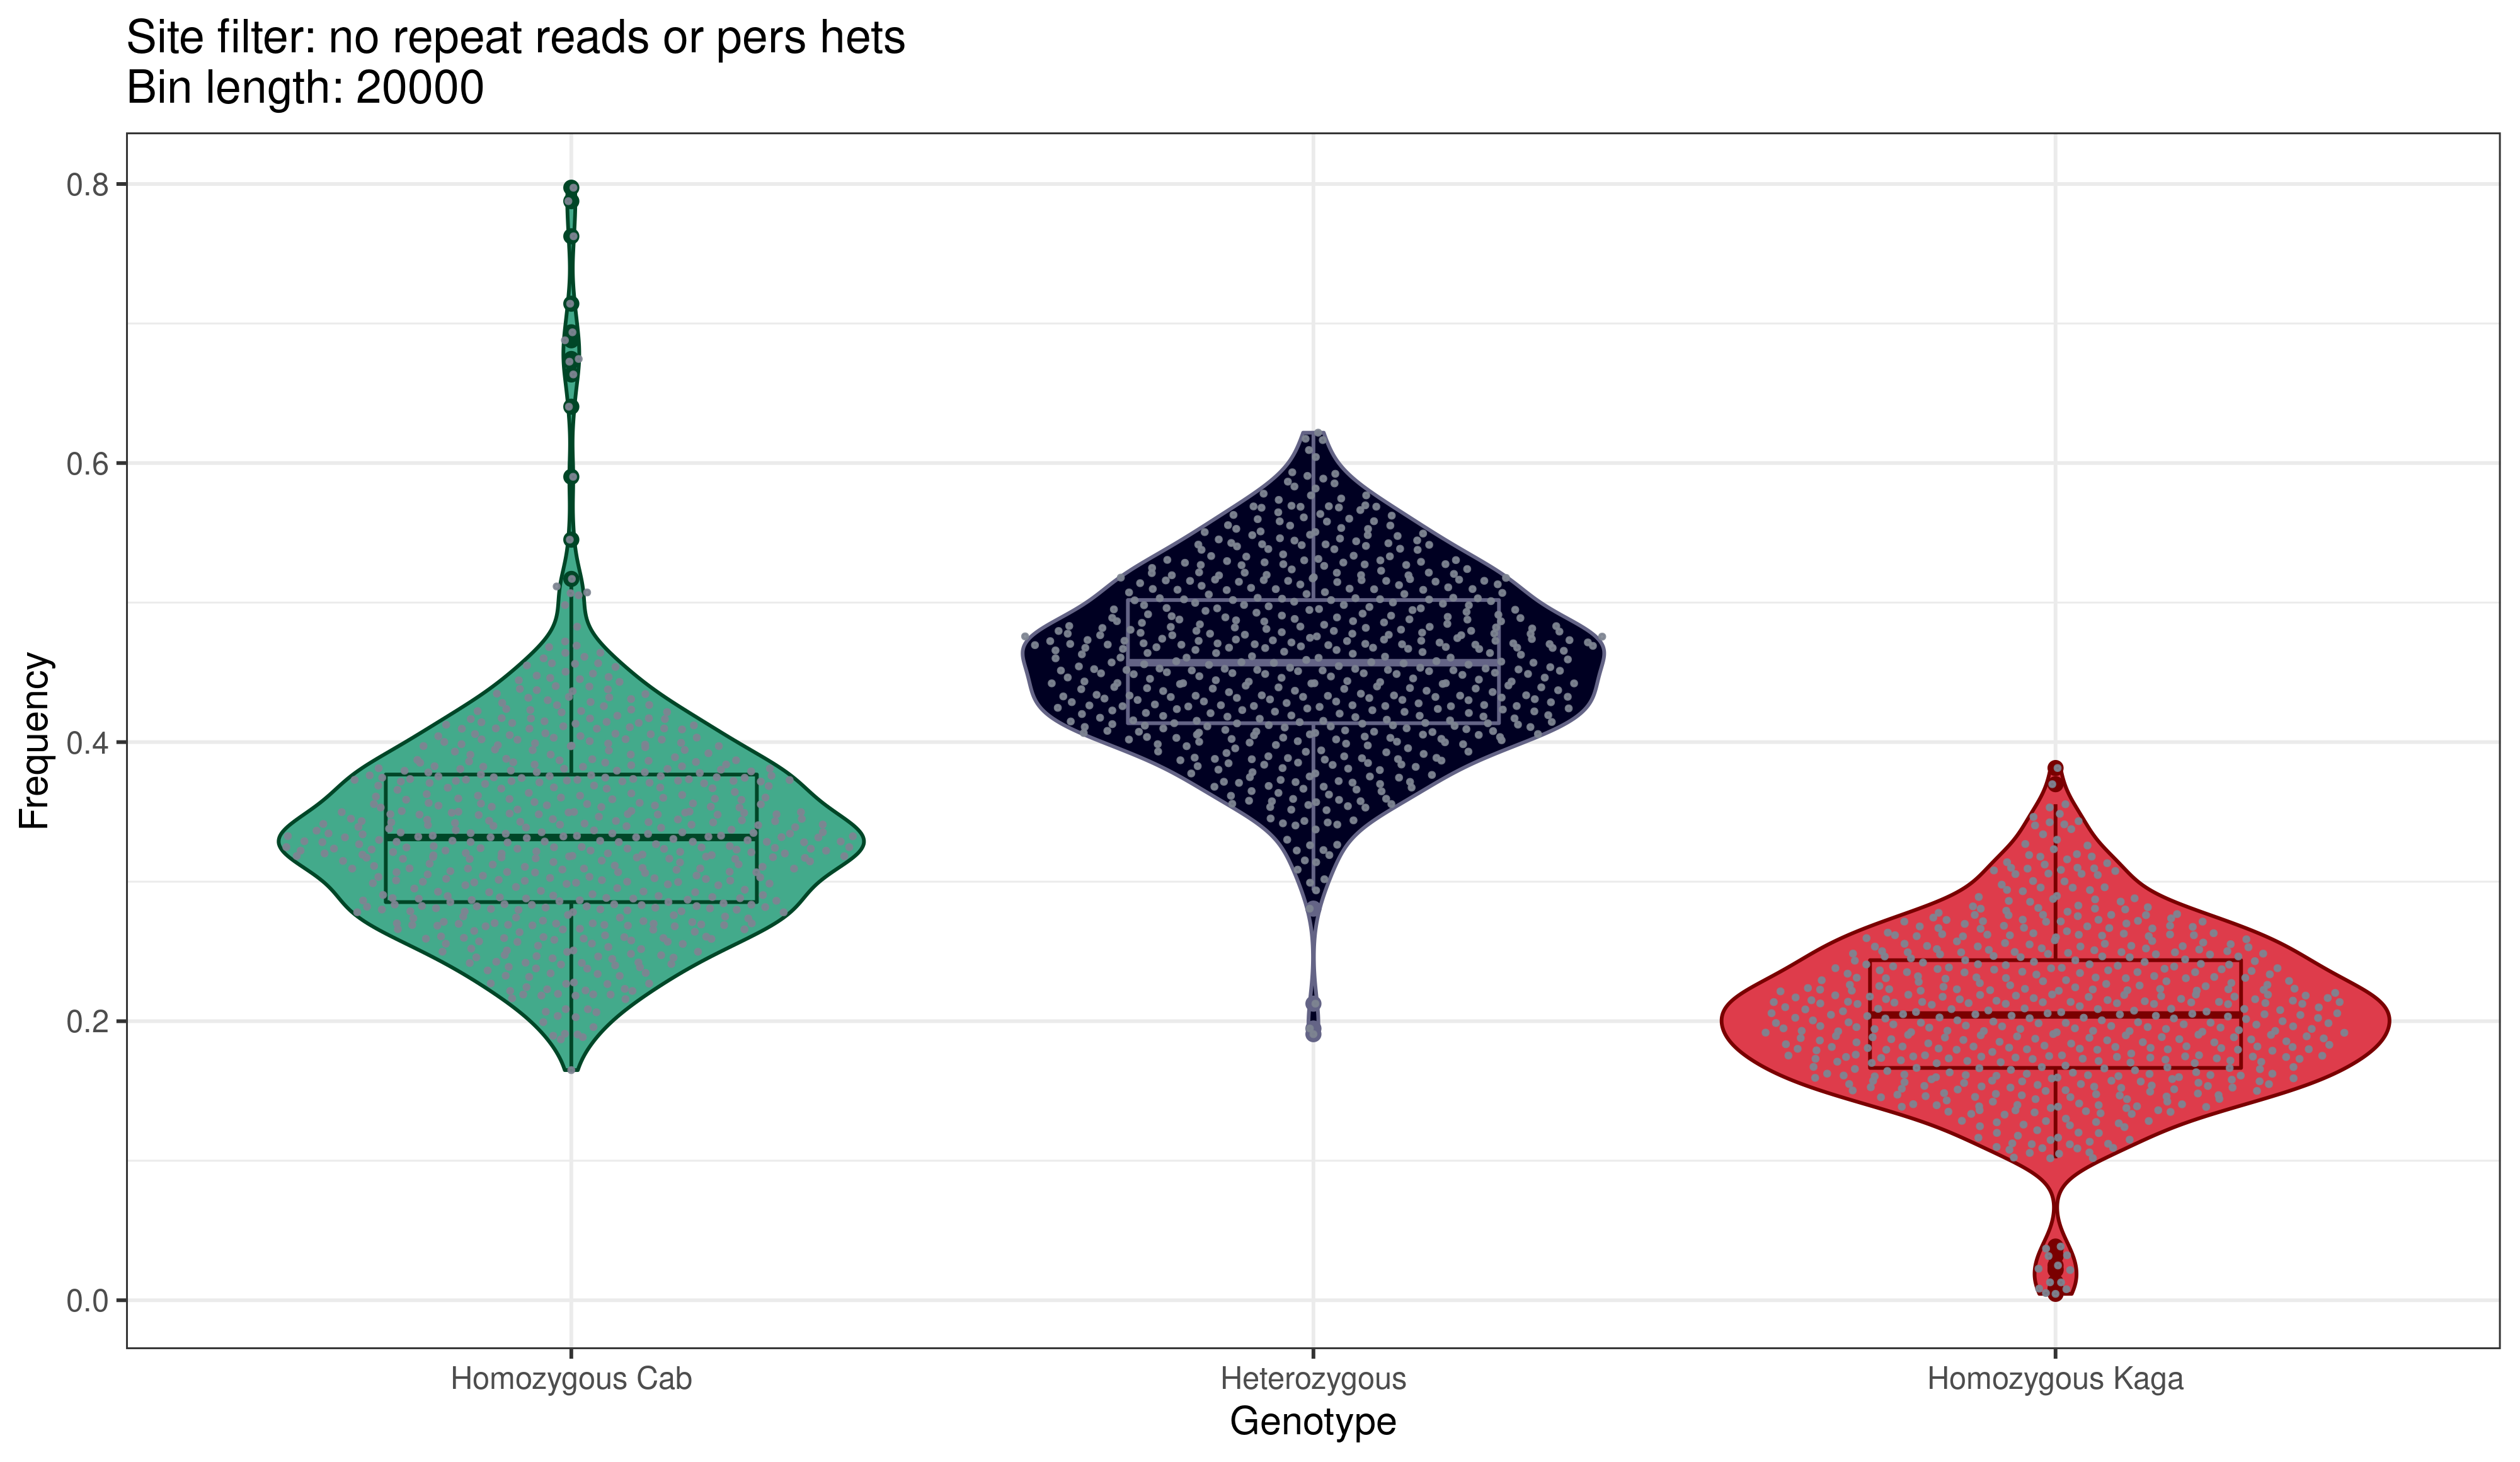 Site filter: no repeat reads or pers hets
Bin length: 20000
0.8
0.6
0.4
0.2
0.0
Frequency
Homozygous Cab
Heterozygous
Homozygous Kaga
Genotype